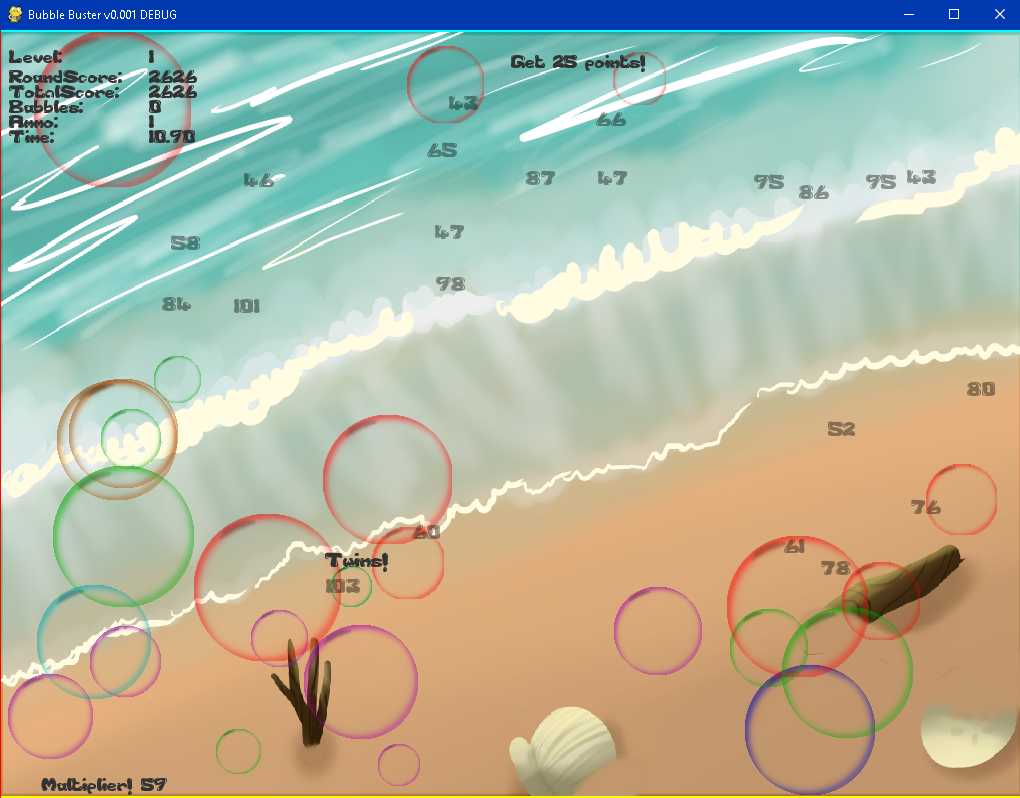 Bubble Buster v0.001 DEBUG
Level: 1
RoundScore: 2626
TotalScore: 2626
Bubbles: 0
Ammo: 1
Time: 10.90
Get 25 points!
43
66
65
46
87
47
95
86
95
43
58
47
98
84
101
80
52
60
76
Twins!
61
78
103
Multiplier! 59